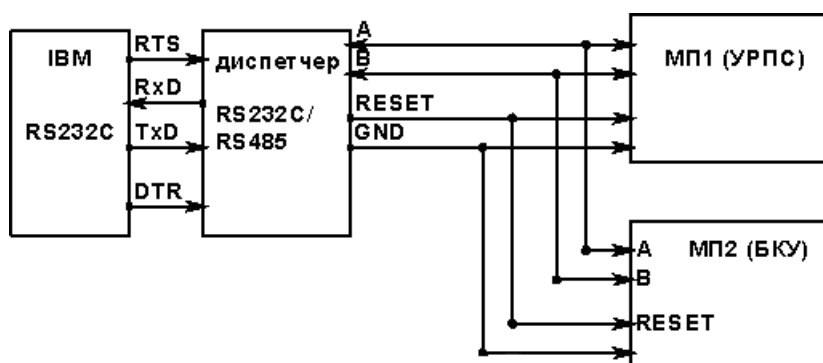 IBM
RS232C
RTS
RxD
TxD
DTR
диспетчер
RS232C/
RS485
A
B
RESET
GND
МП1 (УРПС)
МП2 (БКУ)
A
B
RESET